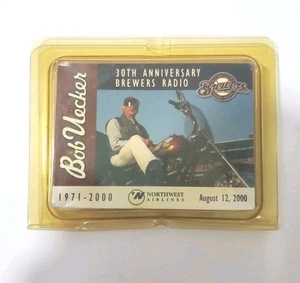 30TH ANNIVERSARY
BREWERS RADIO
Brewers
Bob Uecker
1971-2000
NORTHWEST
AIRLINES
August 12, 2000